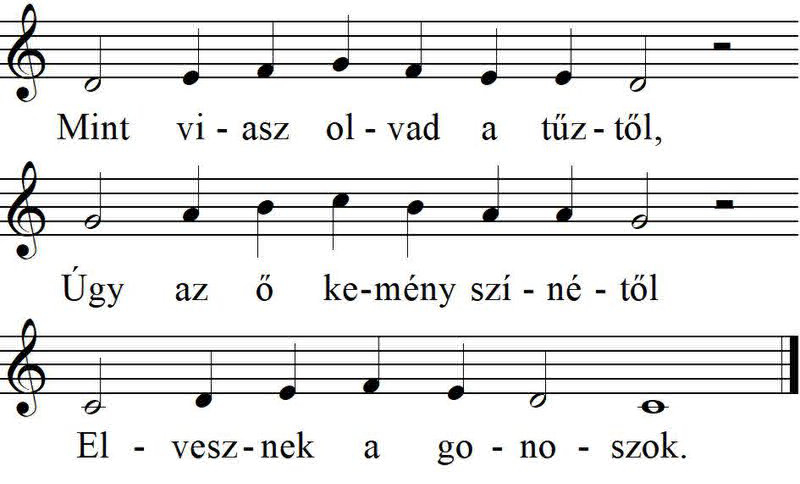 Mint vi - asz ol - vad a tűz - től,
Úgy az ő ke-mény szí - né - től
El - vesz - nek a go - no - szok.